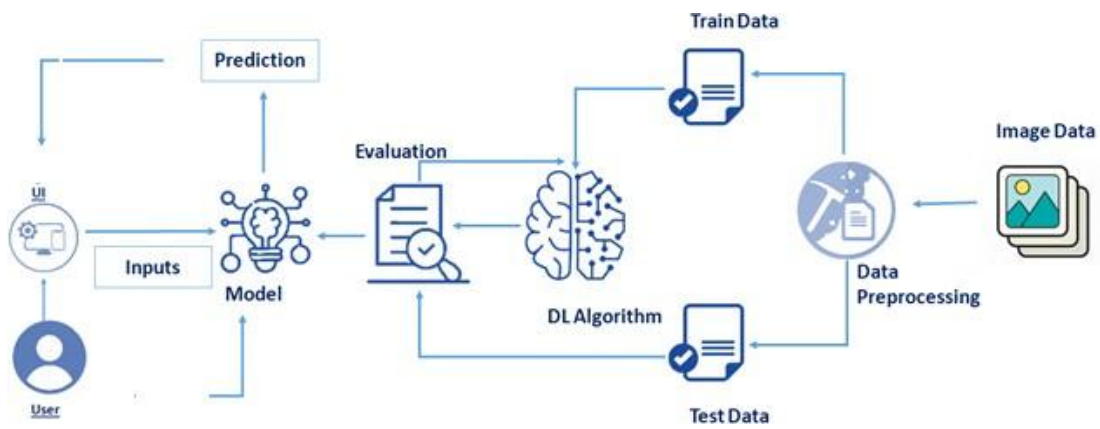 Train Data
Prediction
Image Data
Evaluation
UI
Inputs
Model
Data
Preprocessing
DL Algorithm
User
Test Data